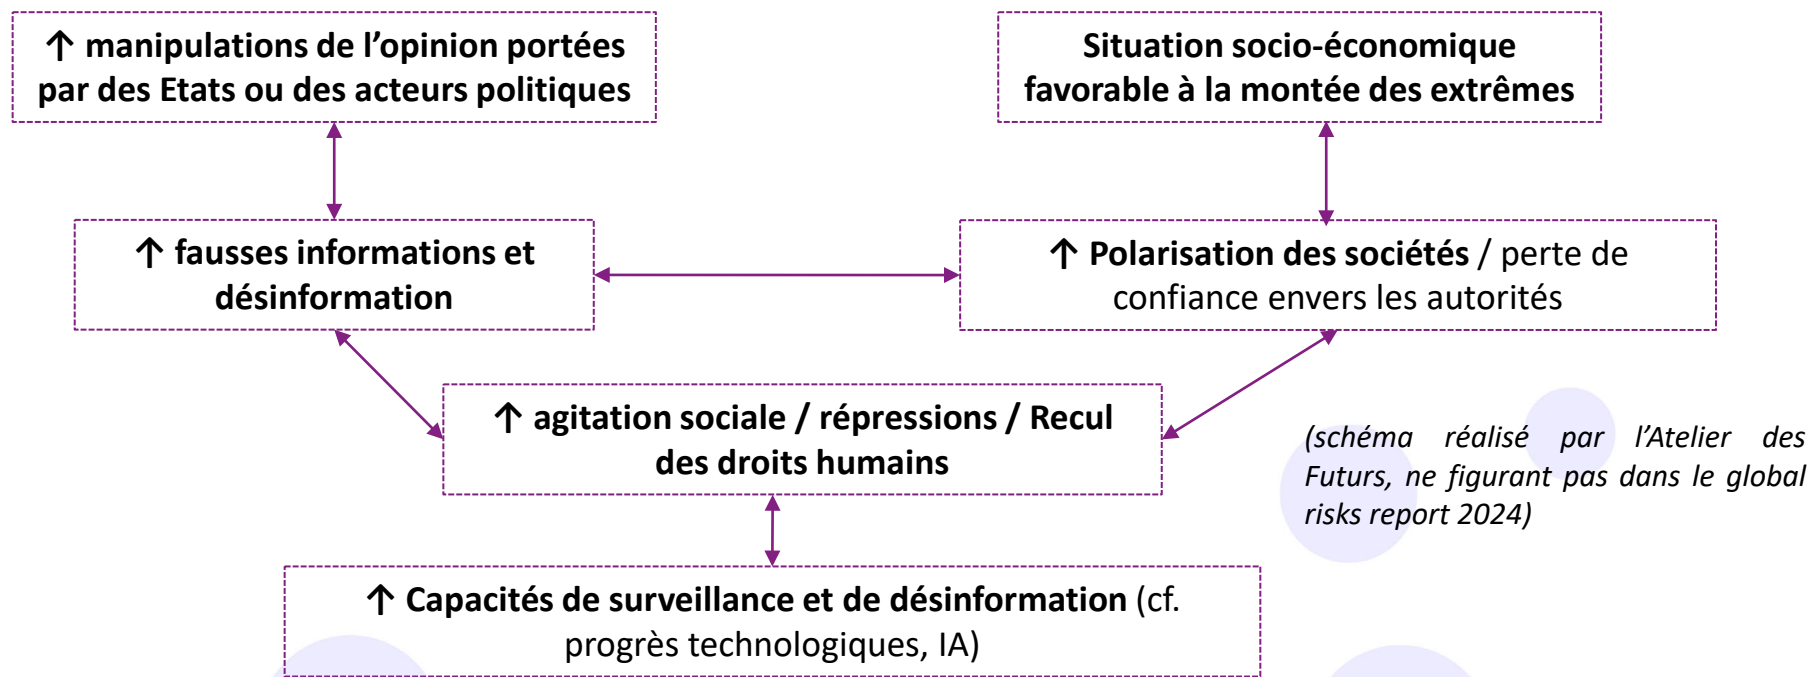 ↑ manipulations de l’opinion portées
par des Etats ou des acteurs politiques
Situation socio-économique
favorable à la montée des extrêmes
↑ fausses informations et
désinformation
↑ Polarisation des sociétés / perte de
confiance envers les autorités
↑ agitation sociale / répressions / Recul
des droits humains
(schéma réalisé par l’Atelier des
Futurs, ne figurant pas dans le global
risks report 2024)
↑ Capacités de surveillance et de désinformation (cf.
progrès technologiques, IA)